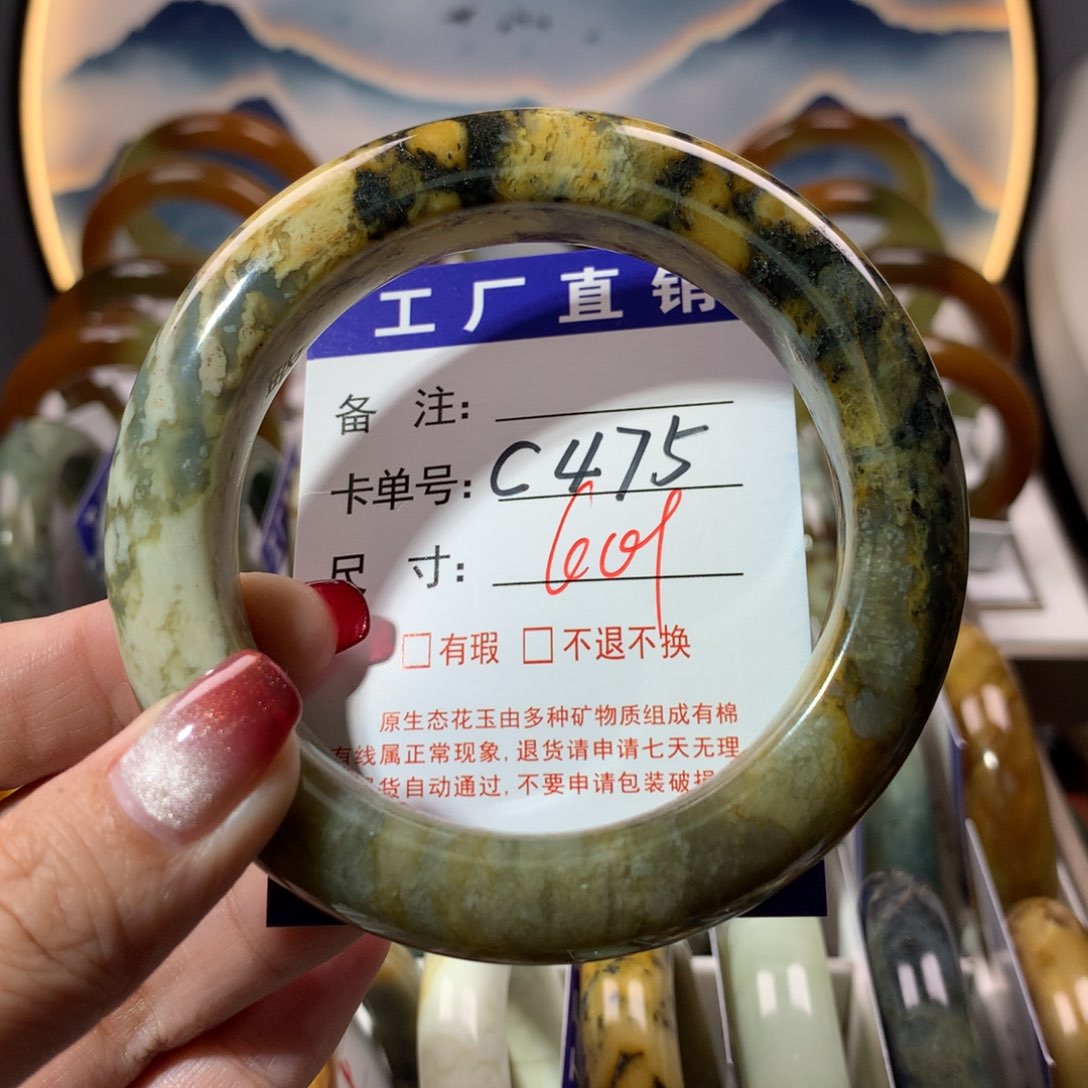 工厂直销
备 注:
卡单号: C475
尺 寸: 60
□有瑕 □不退不换
原生态花玉由多种矿物质组成有棉
有线属正常现象,退货请申请七天无理
货自动通过,不要申请包装破损